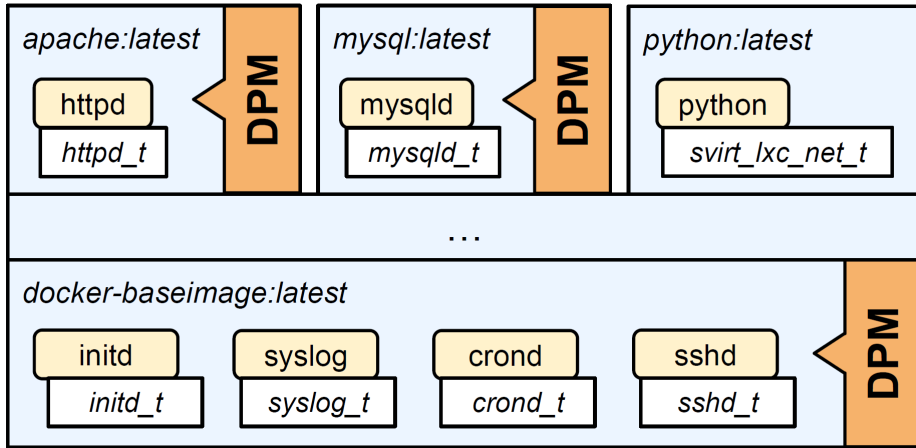 apache:latest
httpd
httpd_t
DPM
mysql:latest
mysqld
mysqld_t
DPM
python:latest
python
svirt_lxc_net_t
...
docker-baseimage:latest
initd
initd_t
syslog
syslog_t
crond
crond_t
sshd
sshd_t
DPM